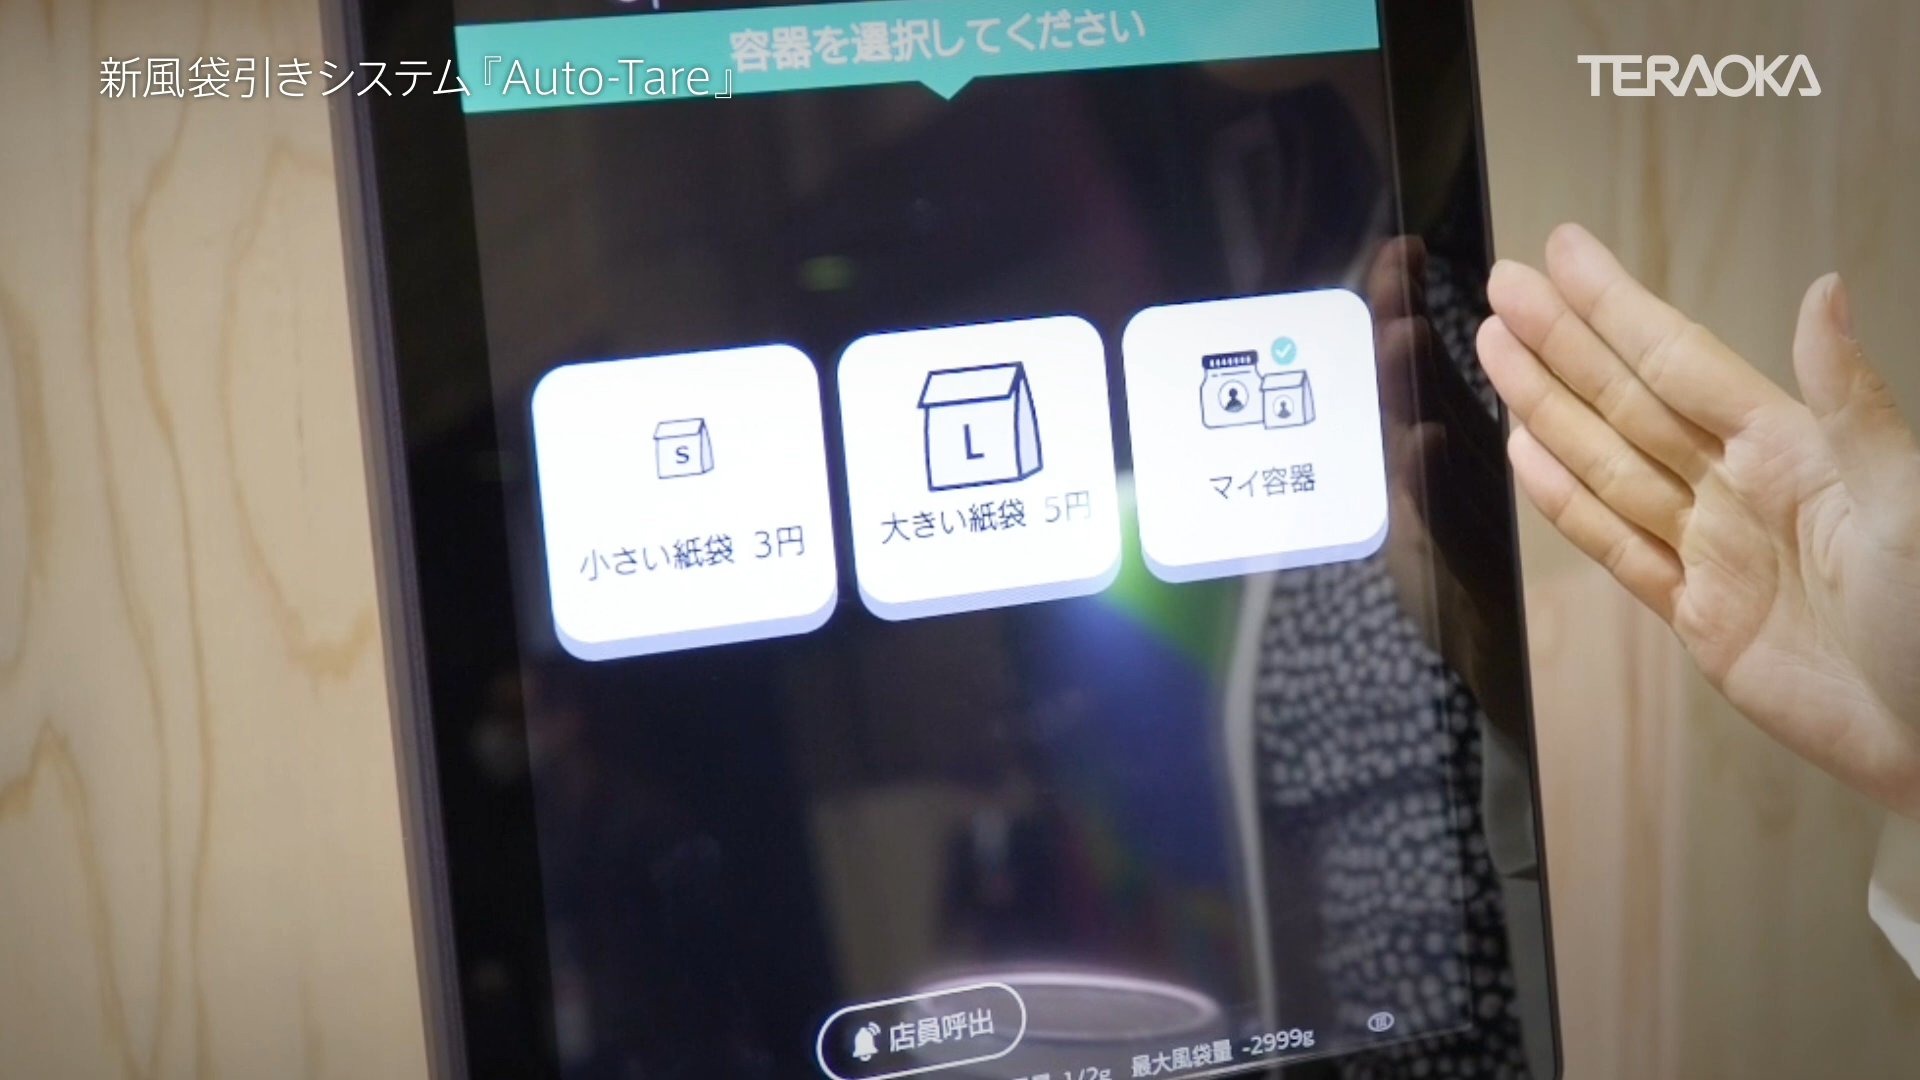 新風袋引きシステム『Auto-Tare』
TERAOKA
容器を選択してください
S
小さい紙袋 3円
L
大きい紙袋 5円
マイ容器
店員呼出
1/2g 最大風袋量 -2999g